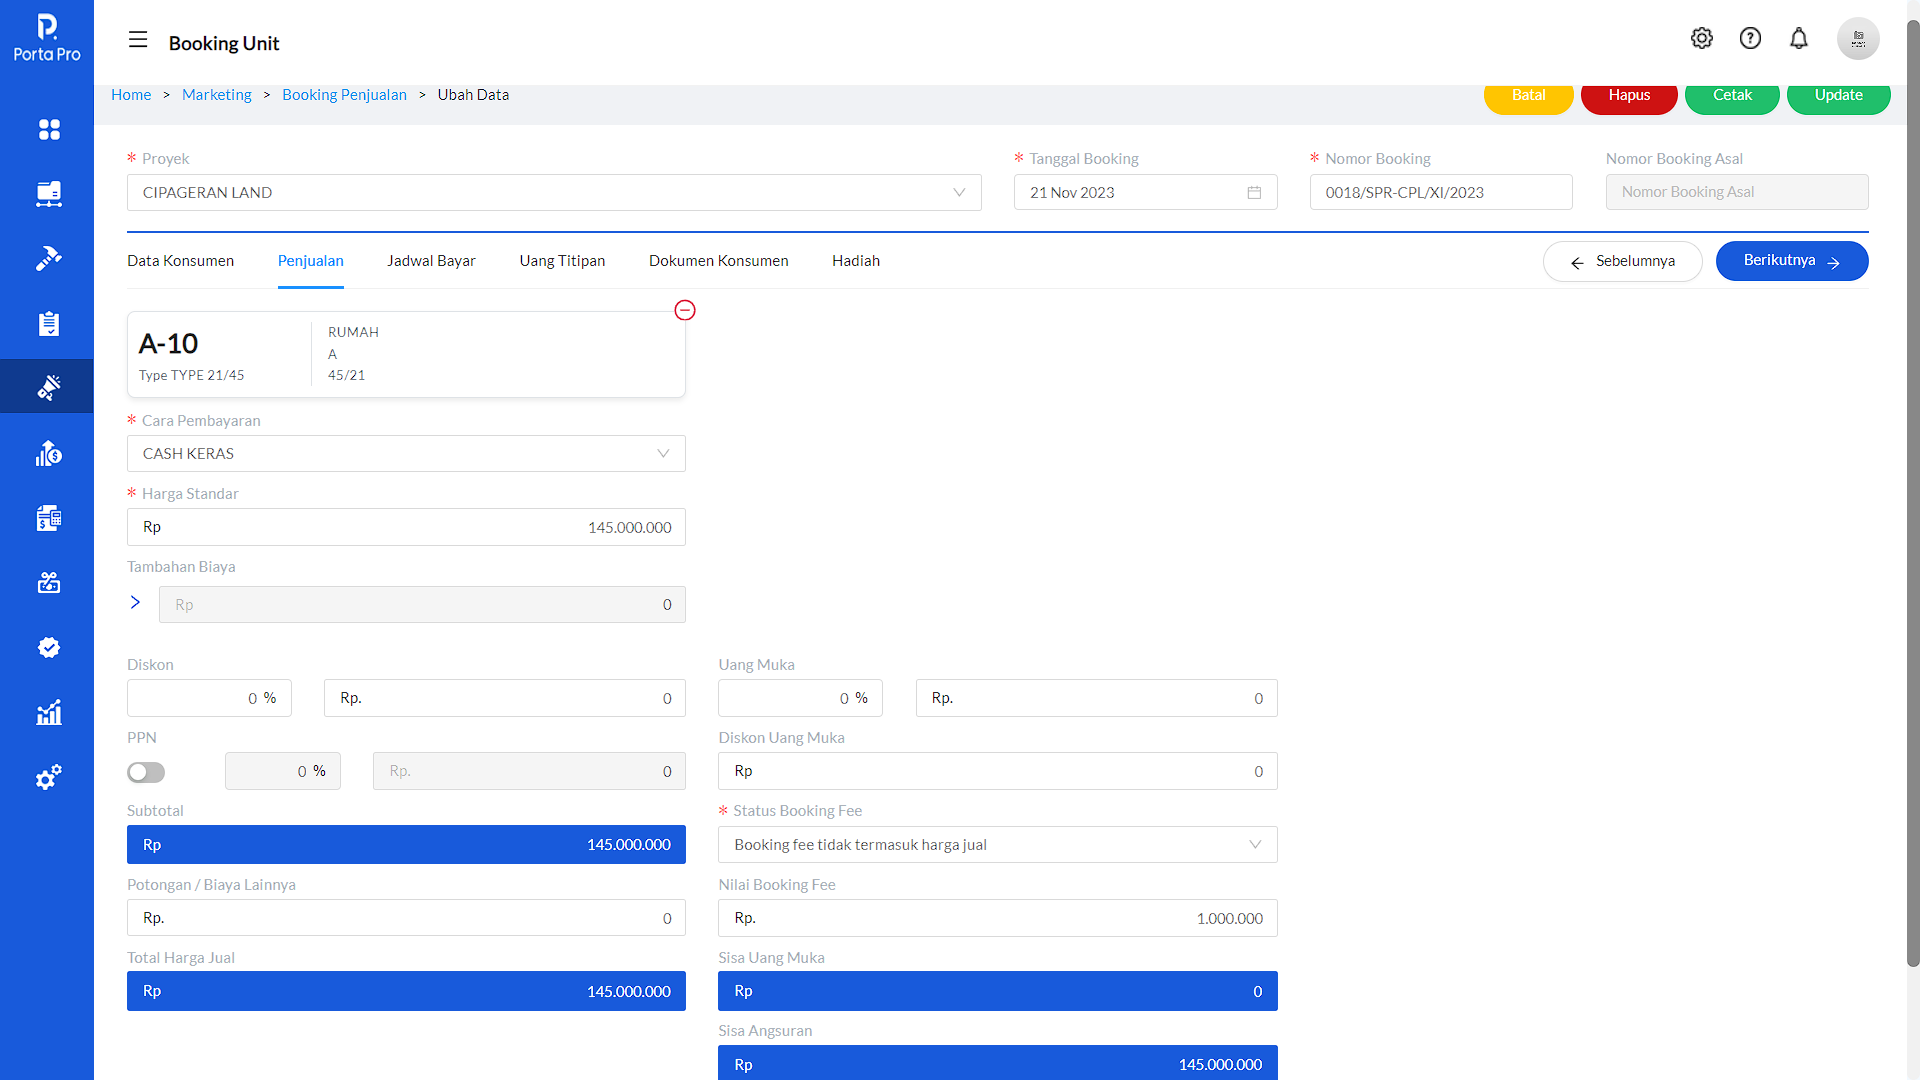 Porta Pro
Booking Unit
Home > Marketing > Booking Penjualan > Ubah Data
Batal
Hapus
Cetak
Update
* Proyek
CIPAGERAN LAND
* Tanggal Booking
21 Nov 2023
* Nomor Booking
0018/SPR-CPL/XI/2023
Nomor Booking Asal
Nomor Booking Asal
Data Konsumen
Penjualan
Jadwal Bayar
Uang Titipan
Dokumen Konsumen
Hadiah
← Sebelumnya
Berikutnya →
A-10
Type TYPE 21/45
RUMAH
A
45/21
* Cara Pembayaran
CASH KERAS
* Harga Standar
Rp 145.000.000
Tambahan Biaya
Rp 0
Diskon
0 %
Rp. 0
PPN
0 %
Rp. 0
Subtotal
Rp 145.000.000
Potongan / Biaya Lainnya
Rp. 0
Total Harga Jual
Rp 145.000.000
Uang Muka
0 %
Rp. 0
Diskon Uang Muka
Rp 0
* Status Booking Fee
Booking fee tidak termasuk harga jual
Nilai Booking Fee
Rp. 1.000.000
Sisa Uang Muka
Rp 0
Sisa Angsuran
Rp 145.000.000